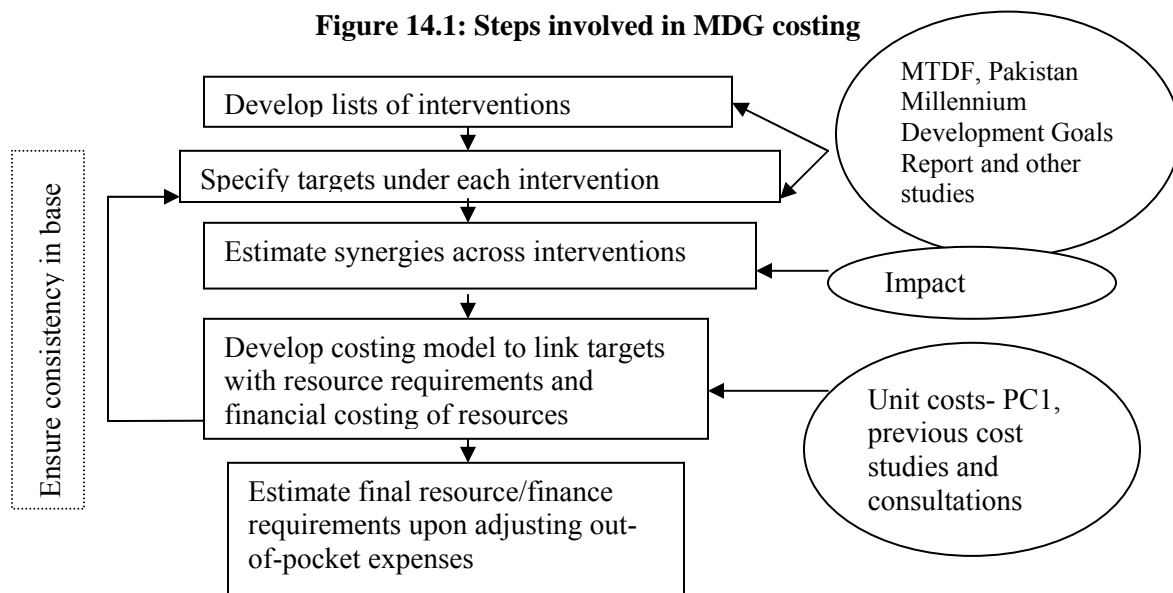 Figure 14.1: Steps involved in MDG costing
Develop lists of interventions
Specify targets under each intervention
Estimate synergies across interventions
Develop costing model to link targets
with resource requirements and
financial costing of resources
Estimate final resource/finance
requirements upon adjusting out-
of-pocket expenses
Ensure consistency in base
MTDF, Pakistan
Millennium
Development Goals
Report and other
studies
Impact
Unit costs- PC1,
previous cost
studies and
consultations